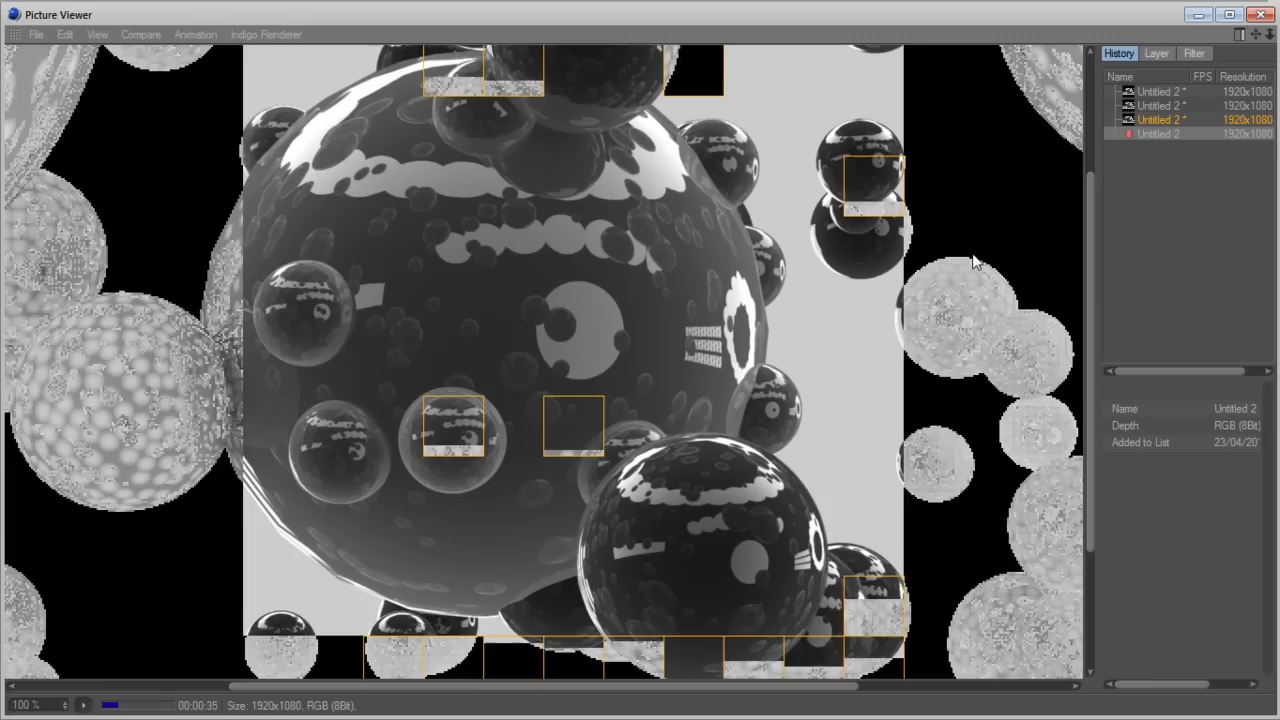 Picture Viewer
File Edit View Compare Animation Indigo Renderer
History Layer Filter
Name FPS Resolution
Untitled 2 * 1920x1080
Untitled 2 * 1920x1080
Untitled 2 * 1920x1080
Untitled 2 1920x1080
Name Untitled 2
Depth RGB (8Bit)
Added to List 23/04/20
100 % 00:00:35 Size: 1920x1080, RGB (8Bit),